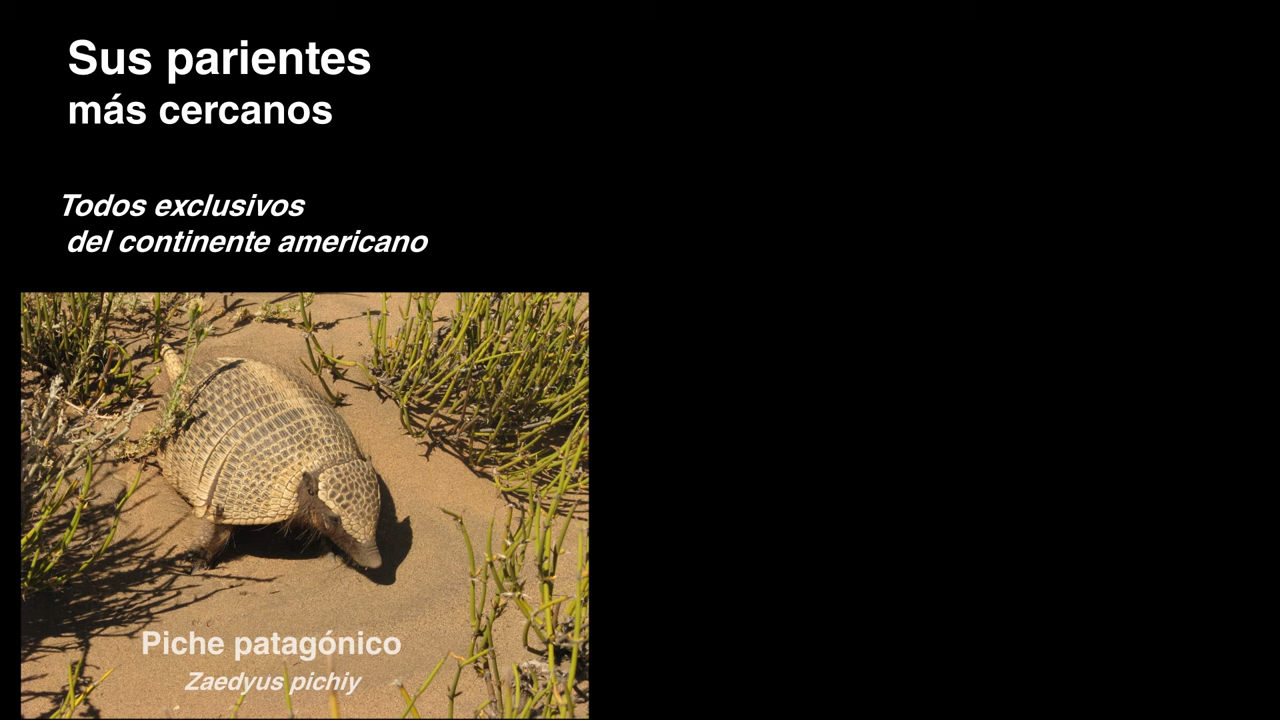 Sus parientes
más cercanos
Todos exclusivos
del continente americano
Piche patagónico
Zaedyus pichiy